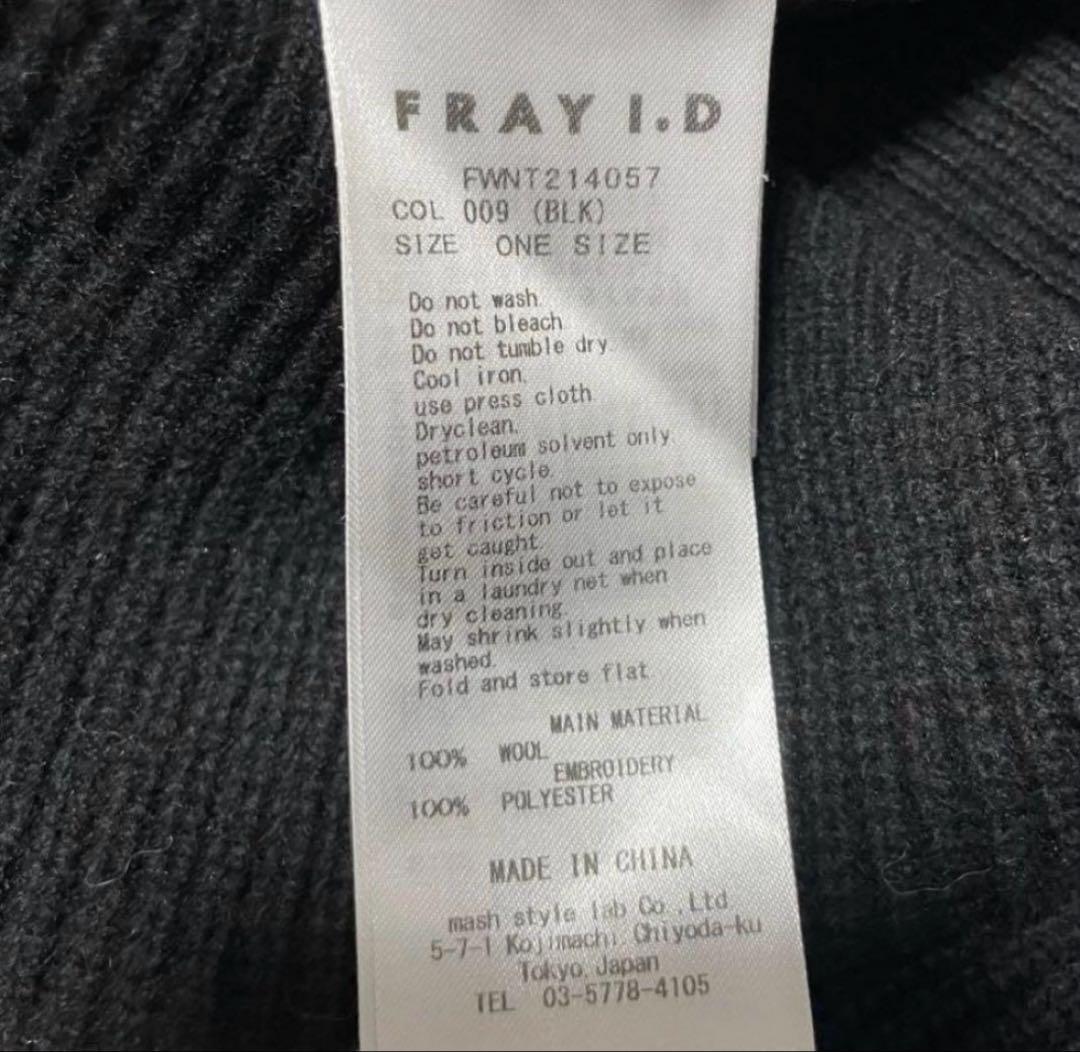 FRAY I.D
FWNT214057
COL 009 (BLK)
SIZE ONE SIZE
Do not wash.
Do not bleach.
Do not tumble dry.
Cool iron.
use press cloth
Dryclean.
petroleum solvent only.
short cycle.
Be careful not to expose
to friction or let it
get caught.
Turn inside out and place
in a laundry net when
dry cleaning.
May shrink slightly when
washed.
Fold and store flat
MAIN MATERIAL
100% WOOL
EMBROIDERY
100% POLYESTER
MADE IN CHINA
mash style lab Co.,Ltd
5-7-1 Kojimachi Chiyoda-ku
Tokyo.Japan
TEL 03-5778-4105